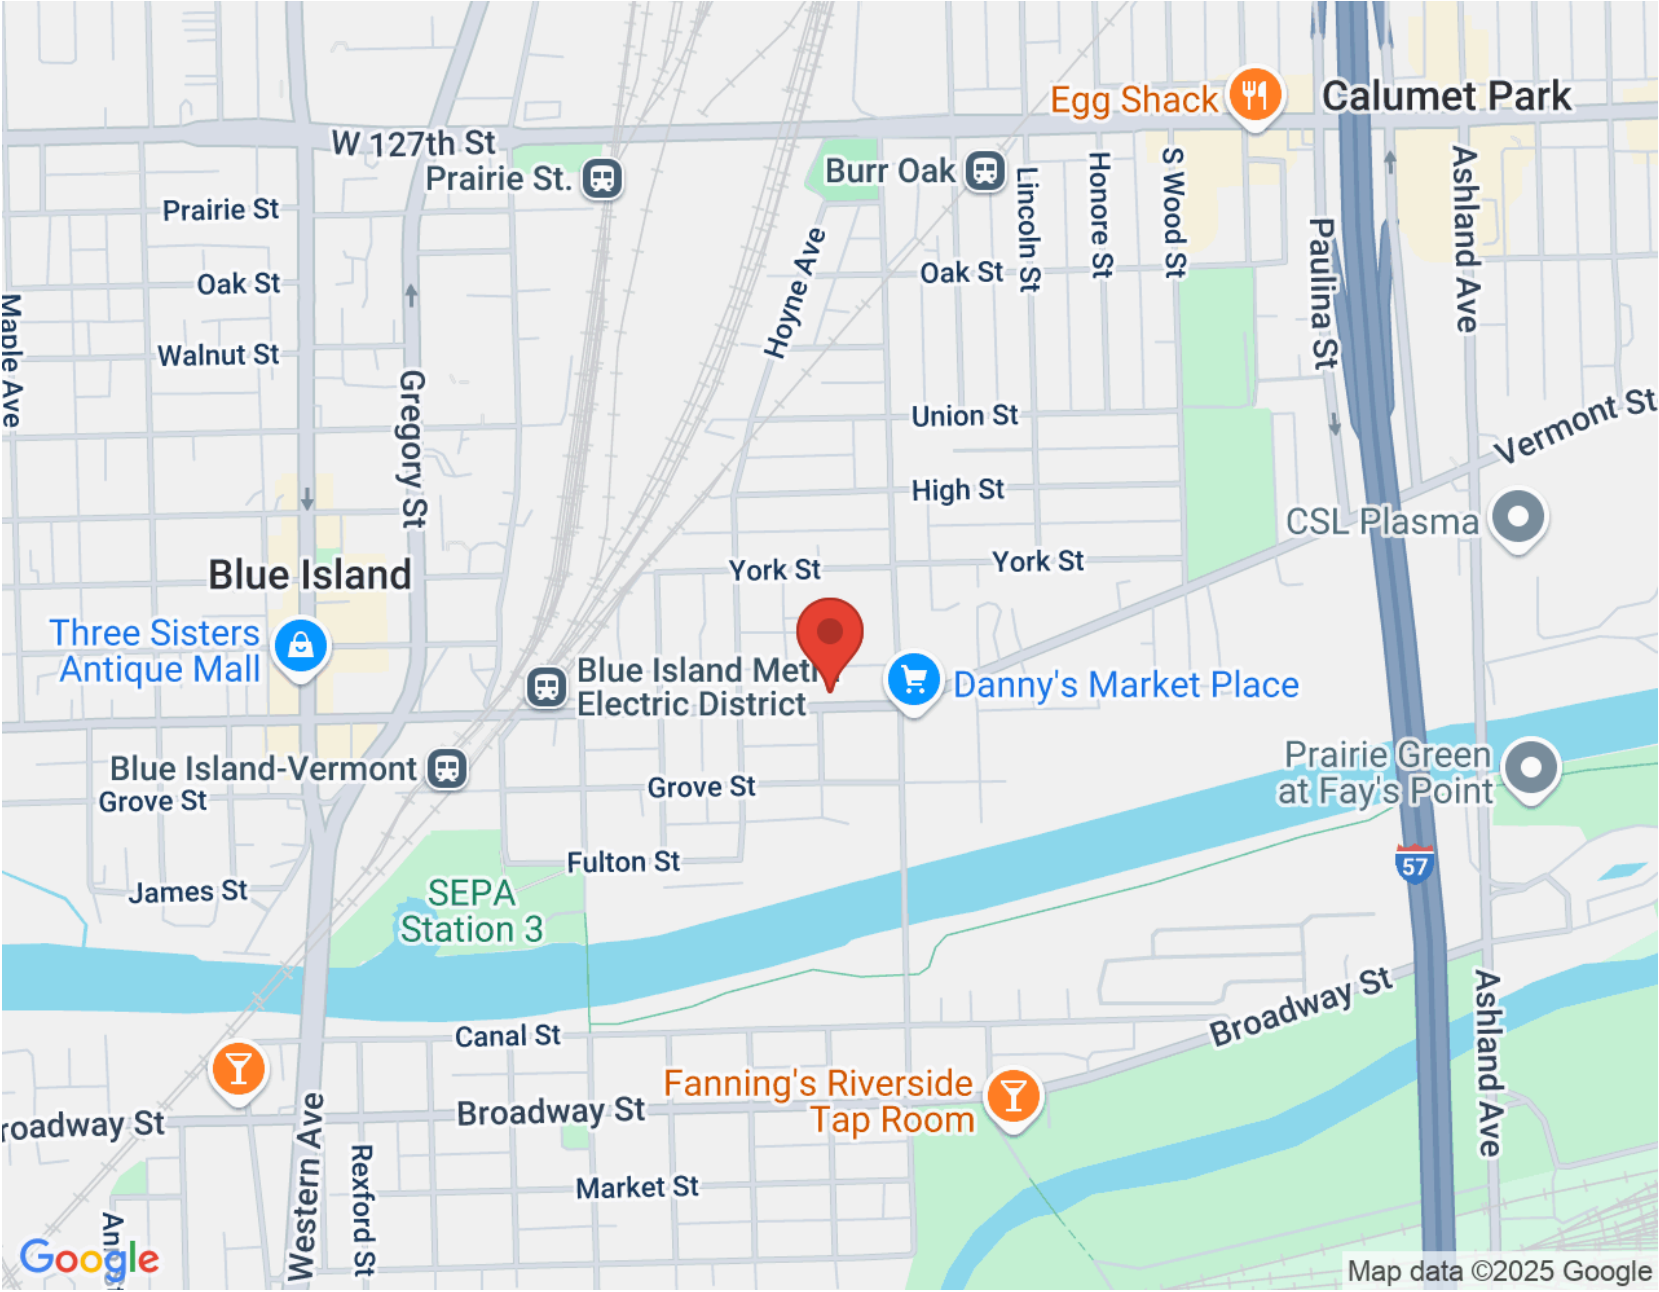 Egg Shack
Calumet Park
W 127th St
Prairie St.
Burr Oak
Prairie St
Oak St
Maple Ave
Walnut St
Gregory St
Hoyne Ave
Oak St
Lincoln St
Honore St
S Wood St
Paulina St
Ashland Ave
Union St
High St
Vermont St
CSL Plasma
York St
York St
Blue Island
Three Sisters
Antique Mall
Blue Island Metr
Electric District
Danny's Market Place
Blue Island-Vermont
Grove St
Grove St
Prairie Green
at Fay's Point
Fulton St
57
James St
SEPA
Station 3
Canal St
Broadway St
Ashland Ave
Fanning's Riverside
Tap Room
Broadway St
roadway St
Western Ave
Rexford St
Market St
Google
Map data ©2025 Google